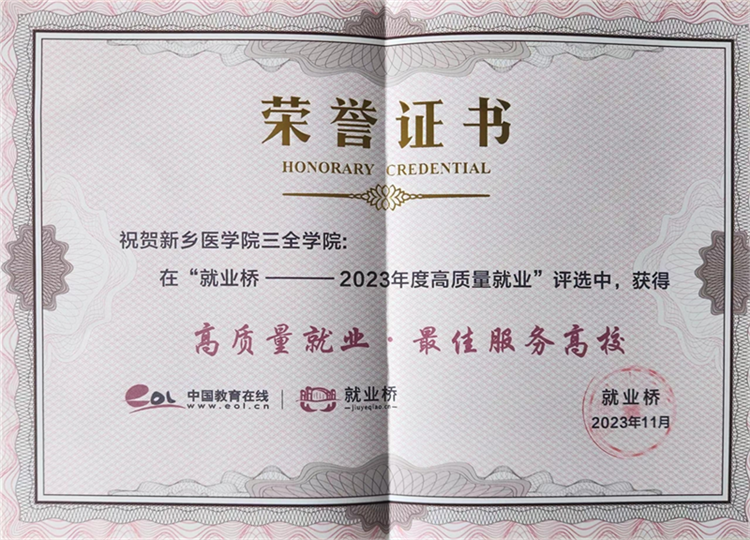 荣誉证书
HONORARY CREDENTIAL
祝贺新乡医学院三全学院：
在“就业桥———2023年度高质量就业”评选中，获得
高质量就业·最佳服务高校
eol 中国教育在线
www.eol.cn
就业桥
jiuyeqiao.cn
就业桥
2023年11月